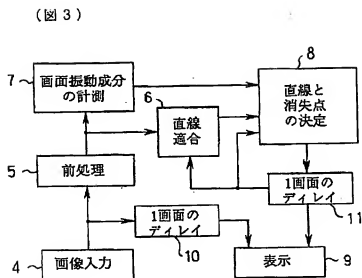 (図3)
8
7
画面振動成分
の計測
6
直線と
消失点
の決定
直線
適合
5
前処理
1画面の
ディレイ
11
1画面の
ディレイ
10
4
画像入力
表示
9